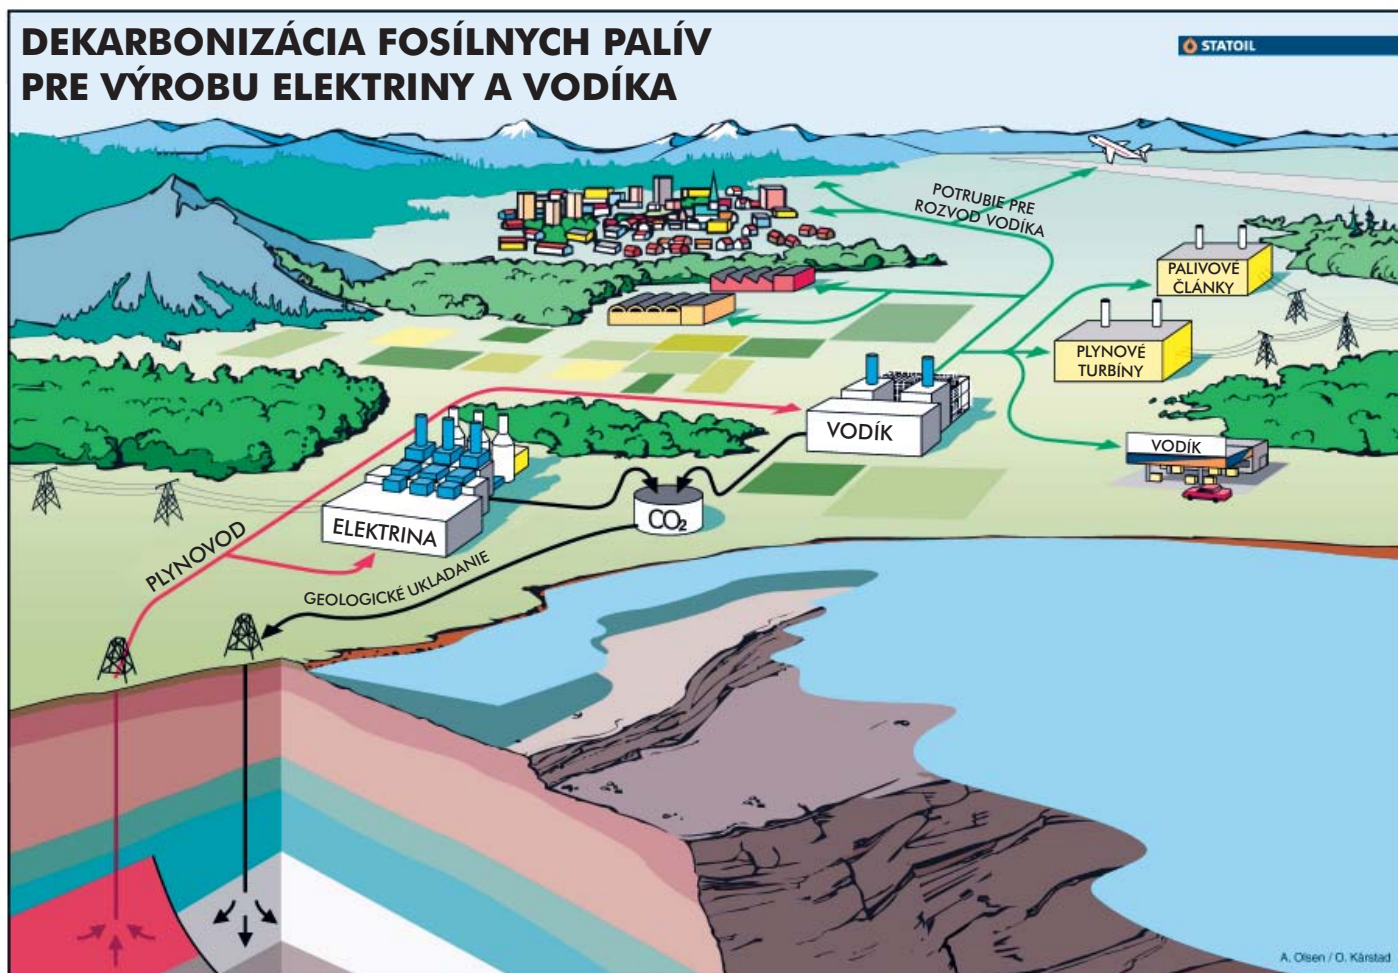 DEKARBONIZÁCIA FOSÍLNYCH PALÍV
PRE VÝROBU ELEKTRINY A VODÍKA
STATOIL
POTRUBIE PRE
ROZVOD VODÍKA
PALIVOVÉ
ČLÁNKY
PLYNOVÉ
TURBÍNY
VODÍK
VODÍK
ELEKTRINA
CO₂
PLYNOVOD
GEOLOGICKÉ UKLADANIE
A. Olsen / O. Kårstad